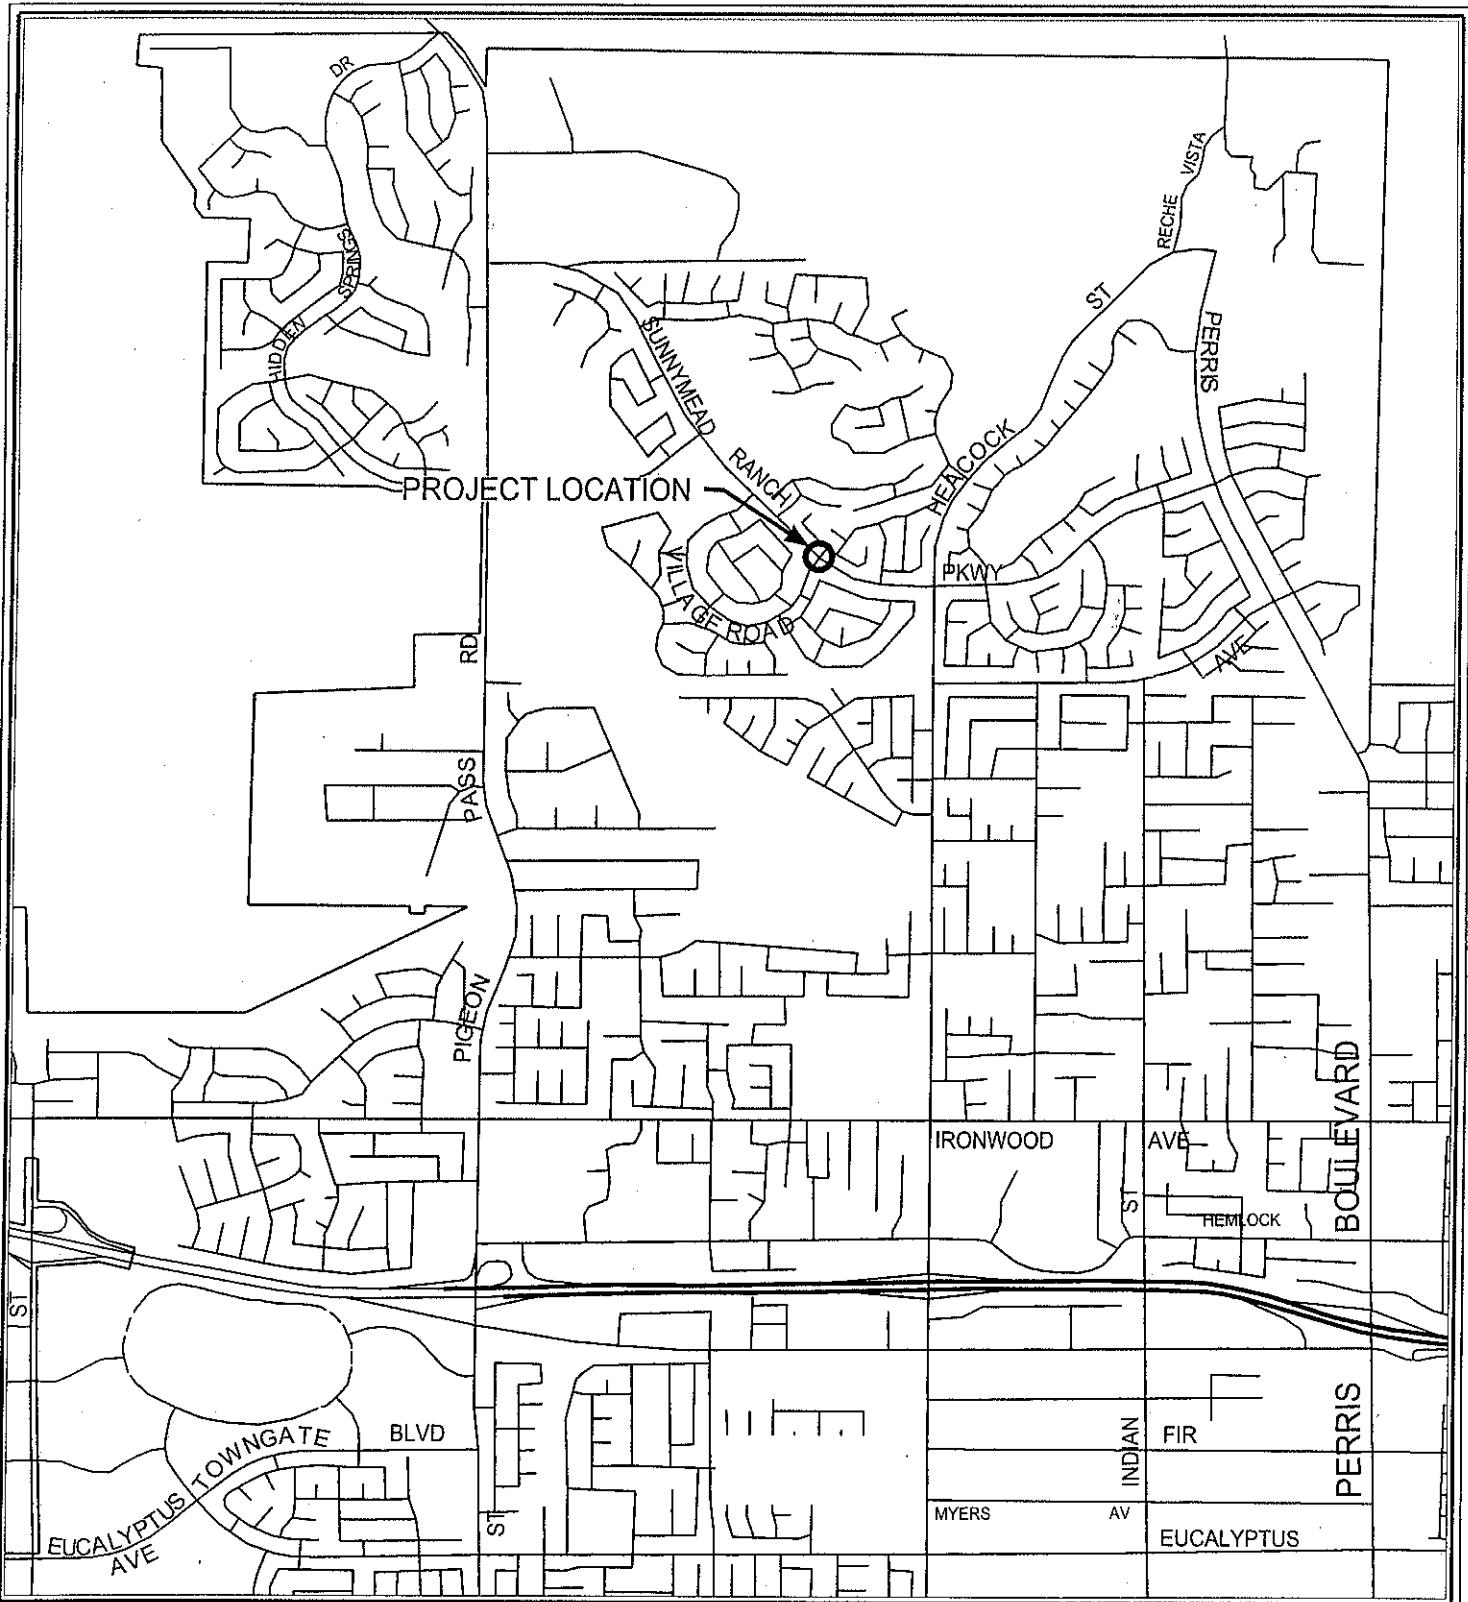 DR
RECHE VISTA
HIDDEN SPRINGS
ST
PERRIS
SUNNYMEAD RANCH PKWY
HEACOCK
PROJECT LOCATION
VILLAGE ROAD
AVE
PIGEON PASS RD
BOULEVARD
IRONWOOD AVE
ST
HEMLOCK
ST
PERRIS
TOWNGATE BLVD
INDIAN
FIR
EUCALYPTUS
AVE
ST
MYERS AV
EUCALYPTUS